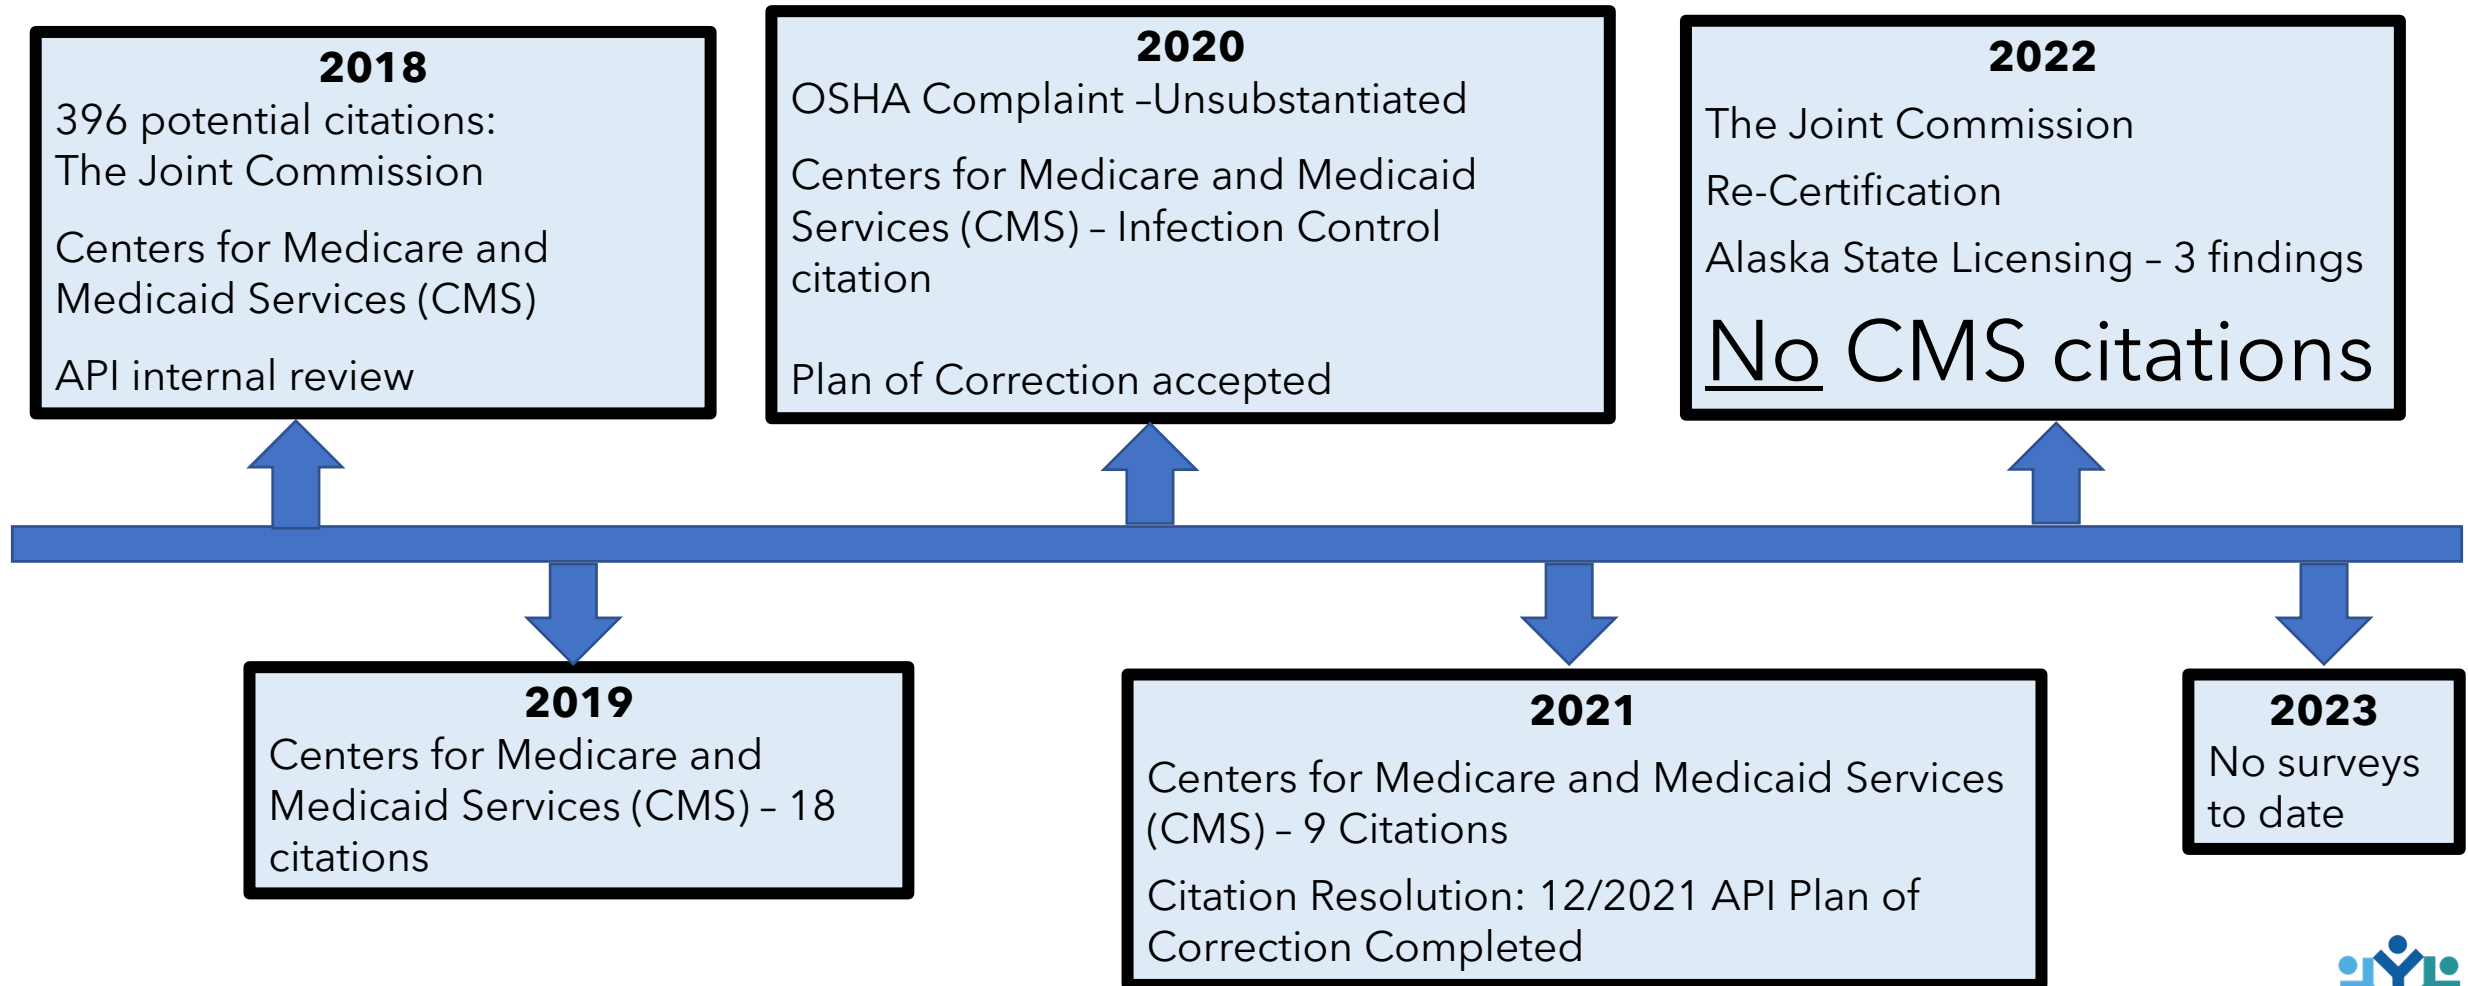 2018
396 potential citations:
The Joint Commission
Centers for Medicare and
Medicaid Services (CMS)
API internal review
2020
OSHA Complaint –Unsubstantiated
Centers for Medicare and Medicaid
Services (CMS) – Infection Control
citation
Plan of Correction accepted
2022
The Joint Commission
Re-Certification
Alaska State Licensing – 3 findings
No CMS citations
2019
Centers for Medicare and
Medicaid Services (CMS) – 18
citations
2021
Centers for Medicare and Medicaid Services
(CMS) – 9 Citations
Citation Resolution: 12/2021 API Plan of
Correction Completed
2023
No surveys
to date